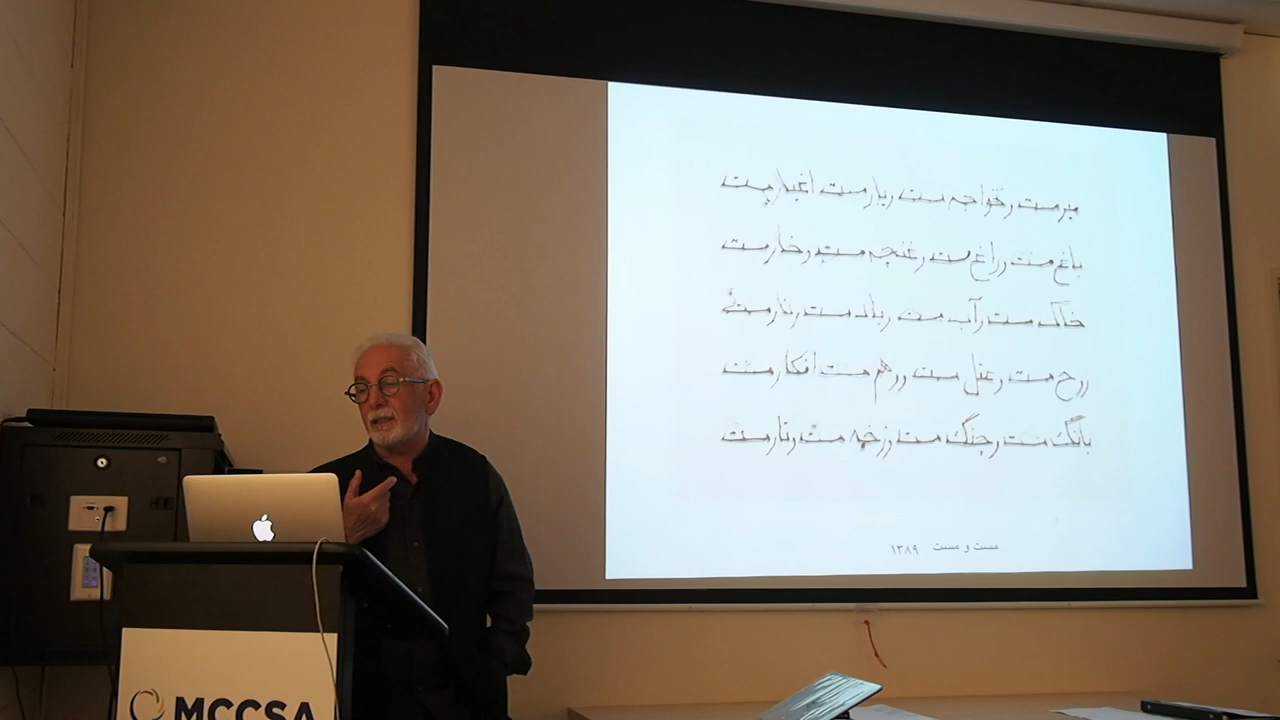 میر مست و خواجه مست و یار مست اغیار مست
باغ مست و راغ مست و غنچه مست و خار مست
خاک مست و آب مست و باد مست و نار مست
روح مست و عقل مست و وهم مست افکار مست
بانگ مست و چنگ مست و زخمه مست و تار مست
مست و مست ۱۳۸۹
MCCSA